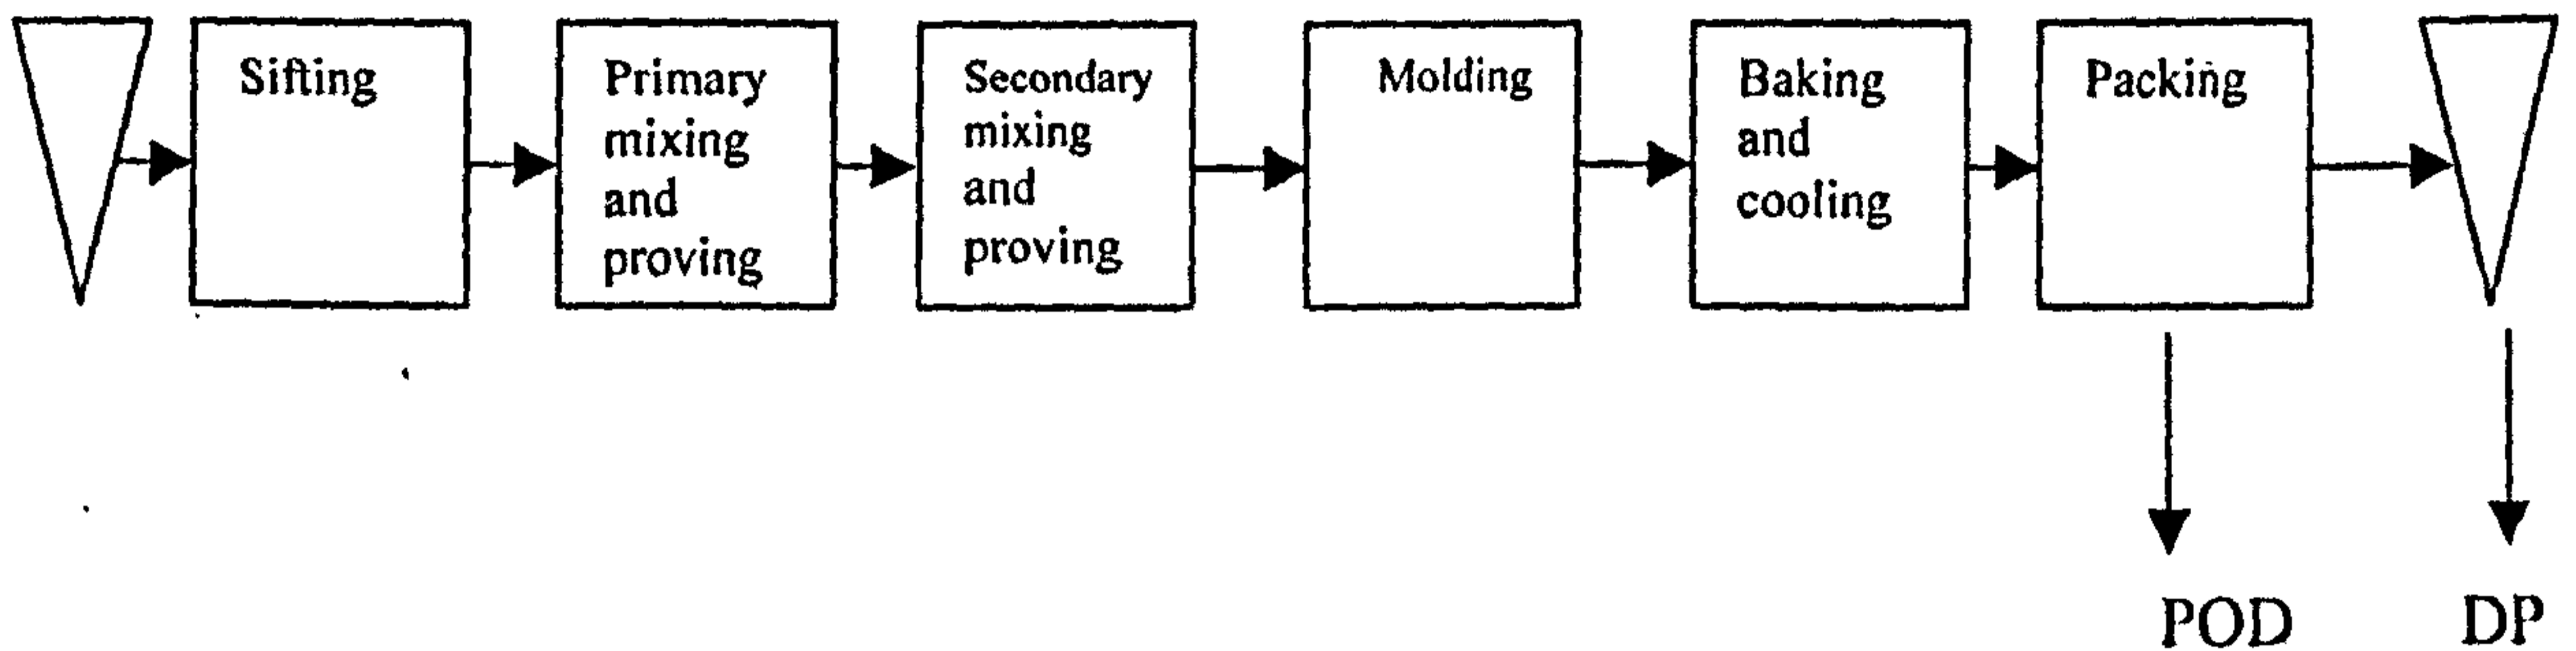 Sifting
Primary
mixing
and
proving
Secondary
mixing
and
proving
Molding
Baking
and
cooling
Packing
POD
DP